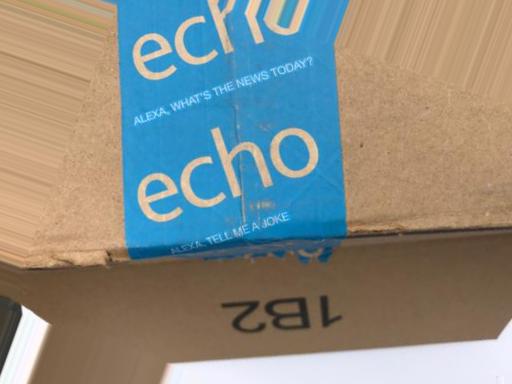 echo
ALEXA, WHAT'S THE NEWS TODAY?
echo
ALEXA, TELL ME A JOKE
1B2